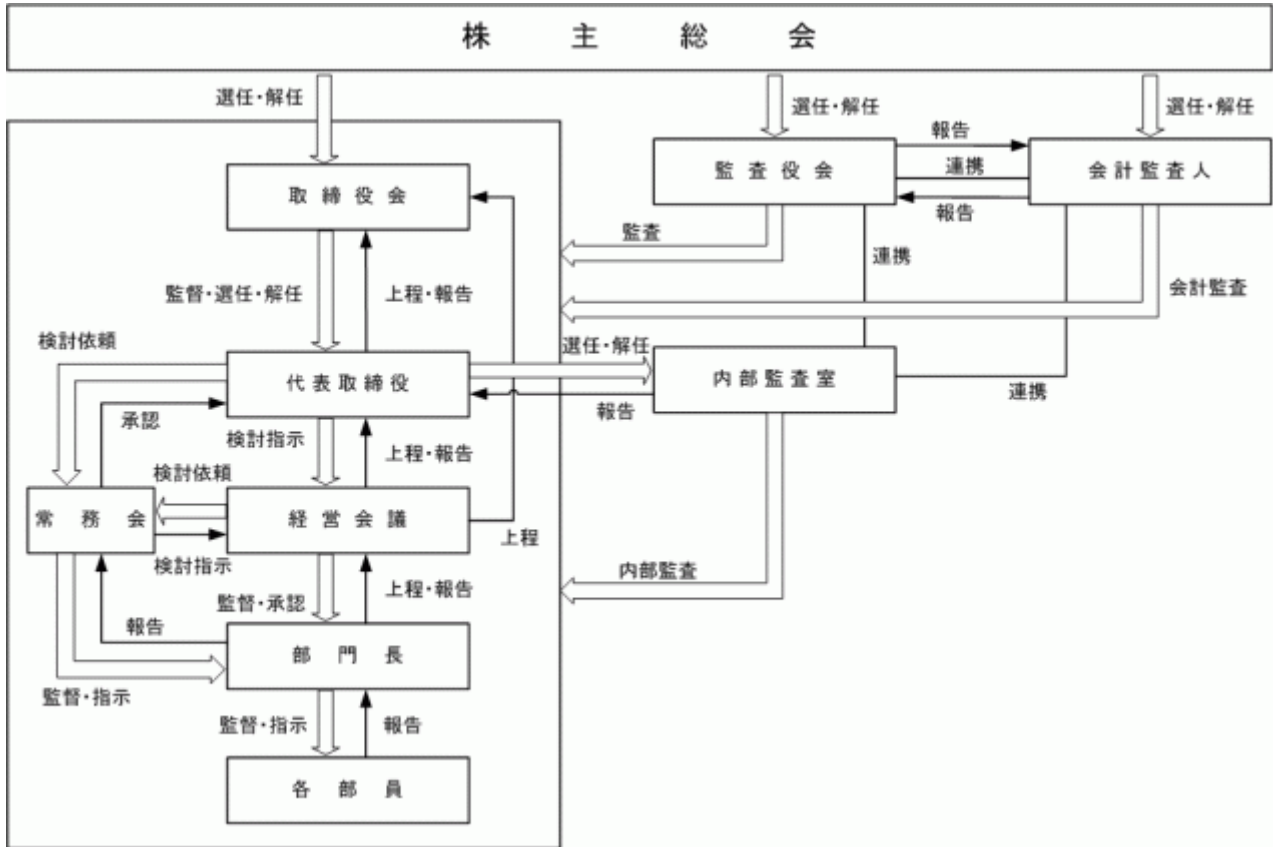 株主総会
選任・解任
選任・解任
選任・解任
取締役会
監査役会
報告
連携
報告
会計監査人
監査
連携
会計監査
監督・選任・解任
上程・報告
検討依頼
代表取締役
選任・解任
報告
内部監査室
連携
承認
検討指示
上程・報告
検討依頼
常務会
経営会議
上程
検討指示
監督・承認
上程・報告
内部監査
報告
部門長
監督・指示
監督・指示
報告
各部員